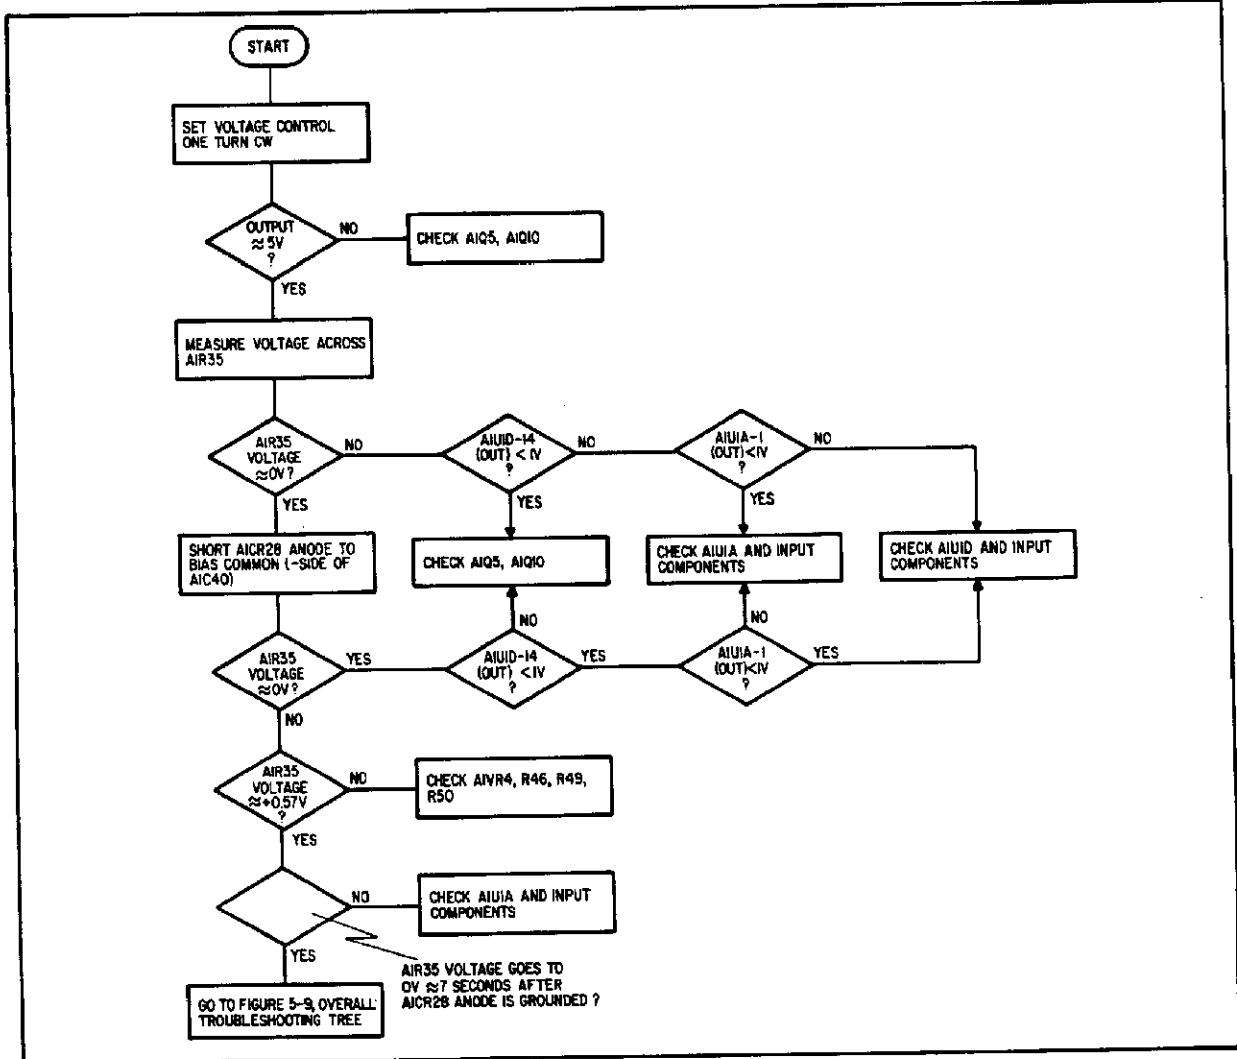 START
SET VOLTAGE CONTROL
ONE TURN CW
OUTPUT
≈5V
?
NO
CHECK A1Q5, A1Q10
YES
MEASURE VOLTAGE ACROSS
A1R35
A1R35
VOLTAGE
≈0V?
NO
A1U1D-14
(OUT) < 1V
?
NO
A1U1A-1
(OUT)<1V
?
NO
YES
YES
YES
SHORT A1CR28 ANODE TO
BIAS COMMON (-SIDE OF
A1C40)
CHECK A1Q5, A1Q10
CHECK A1U1A AND INPUT
COMPONENTS
CHECK A1U1D AND INPUT
COMPONENTS
NO
NO
A1R35
VOLTAGE
≈0V?
YES
A1U1D-14
(OUT) <1V
?
YES
A1U1A-1
(OUT)<1V
?
YES
NO
A1R35
VOLTAGE
≈+0.57V
?
NO
CHECK A1VR4, R46, R49,
R50
YES
NO
CHECK A1U1A AND INPUT
COMPONENTS
YES
A1R35 VOLTAGE GOES TO
0V ≈7 SECONDS AFTER
A1CR28 ANODE IS GROUNDED ?
GO TO FIGURE 5-9, OVERALL
TROUBLESHOOTING TREE